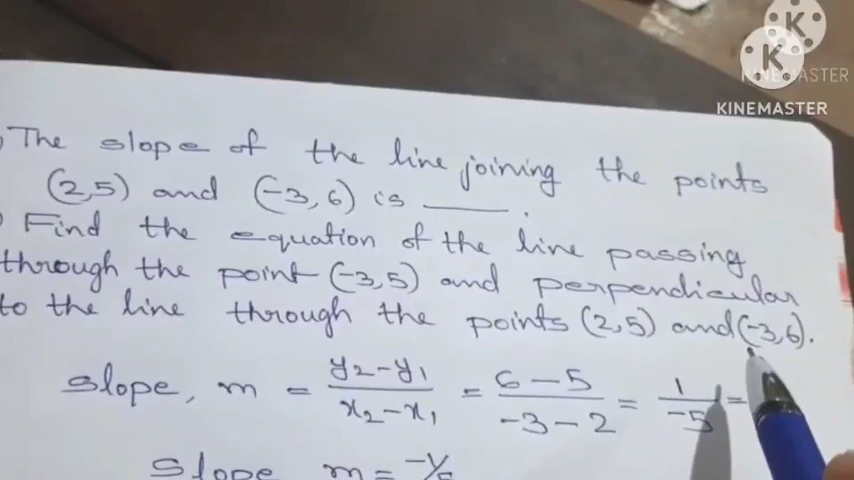 KINEMASTER
KINEMASTER
The slope of the line joining the points
(2,5) and (-3,6) is ____.
Find the equation of the line passing
through the point (-3,5) and perpendicular
to the line through the points (2,5) and (-3,6).
slope, m = y₂-y₁/x₂-x₁ = 6-5/-3-2 = 1/-5 =
slope m =